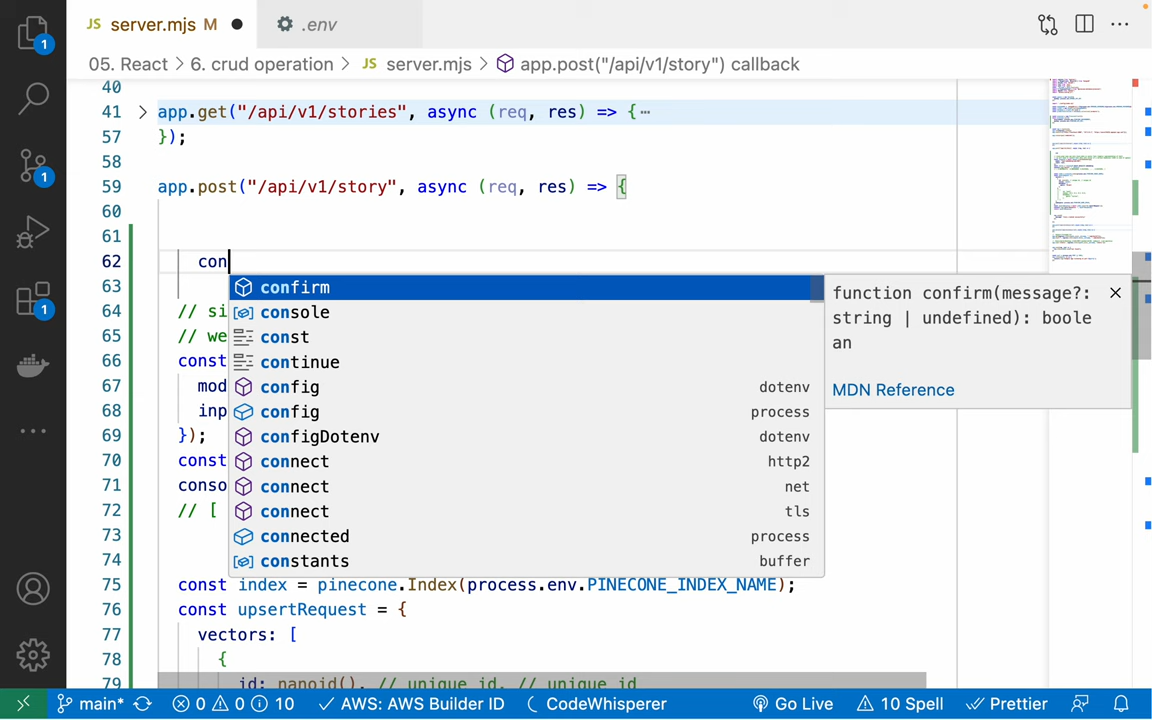 JS server.mjs M ● .env
05. React > 6. crud operation > JS server.mjs > app.post("/api/v1/story") callback
40
41 > app.get("/api/v1/stories", async (req, res) => {⋯
57 });
58
59 app.post("/api/v1/story", async (req, res) => {
60
61
62 con
63
64 // si
65 // we
66 const
67 mod
68 inp
69 });
70 const
71 conso
72 // [
73
74
75 const index = pinecone.Index(process.env.PINECONE_INDEX_NAME);
76 const upsertRequest = {
77 vectors: [
78 {
79 id: nanoid(), // unique id, // unique id
confirm
console
const
continue
config dotenv
config process
configDotenv dotenv
connect http2
connect net
connect tls
connected process
constants buffer
function confirm(message?:
string | undefined): boole
an
MDN Reference
1
1
1
main* 0 0 10 AWS: AWS Builder ID CodeWhisperer Go Live 10 Spell Prettier